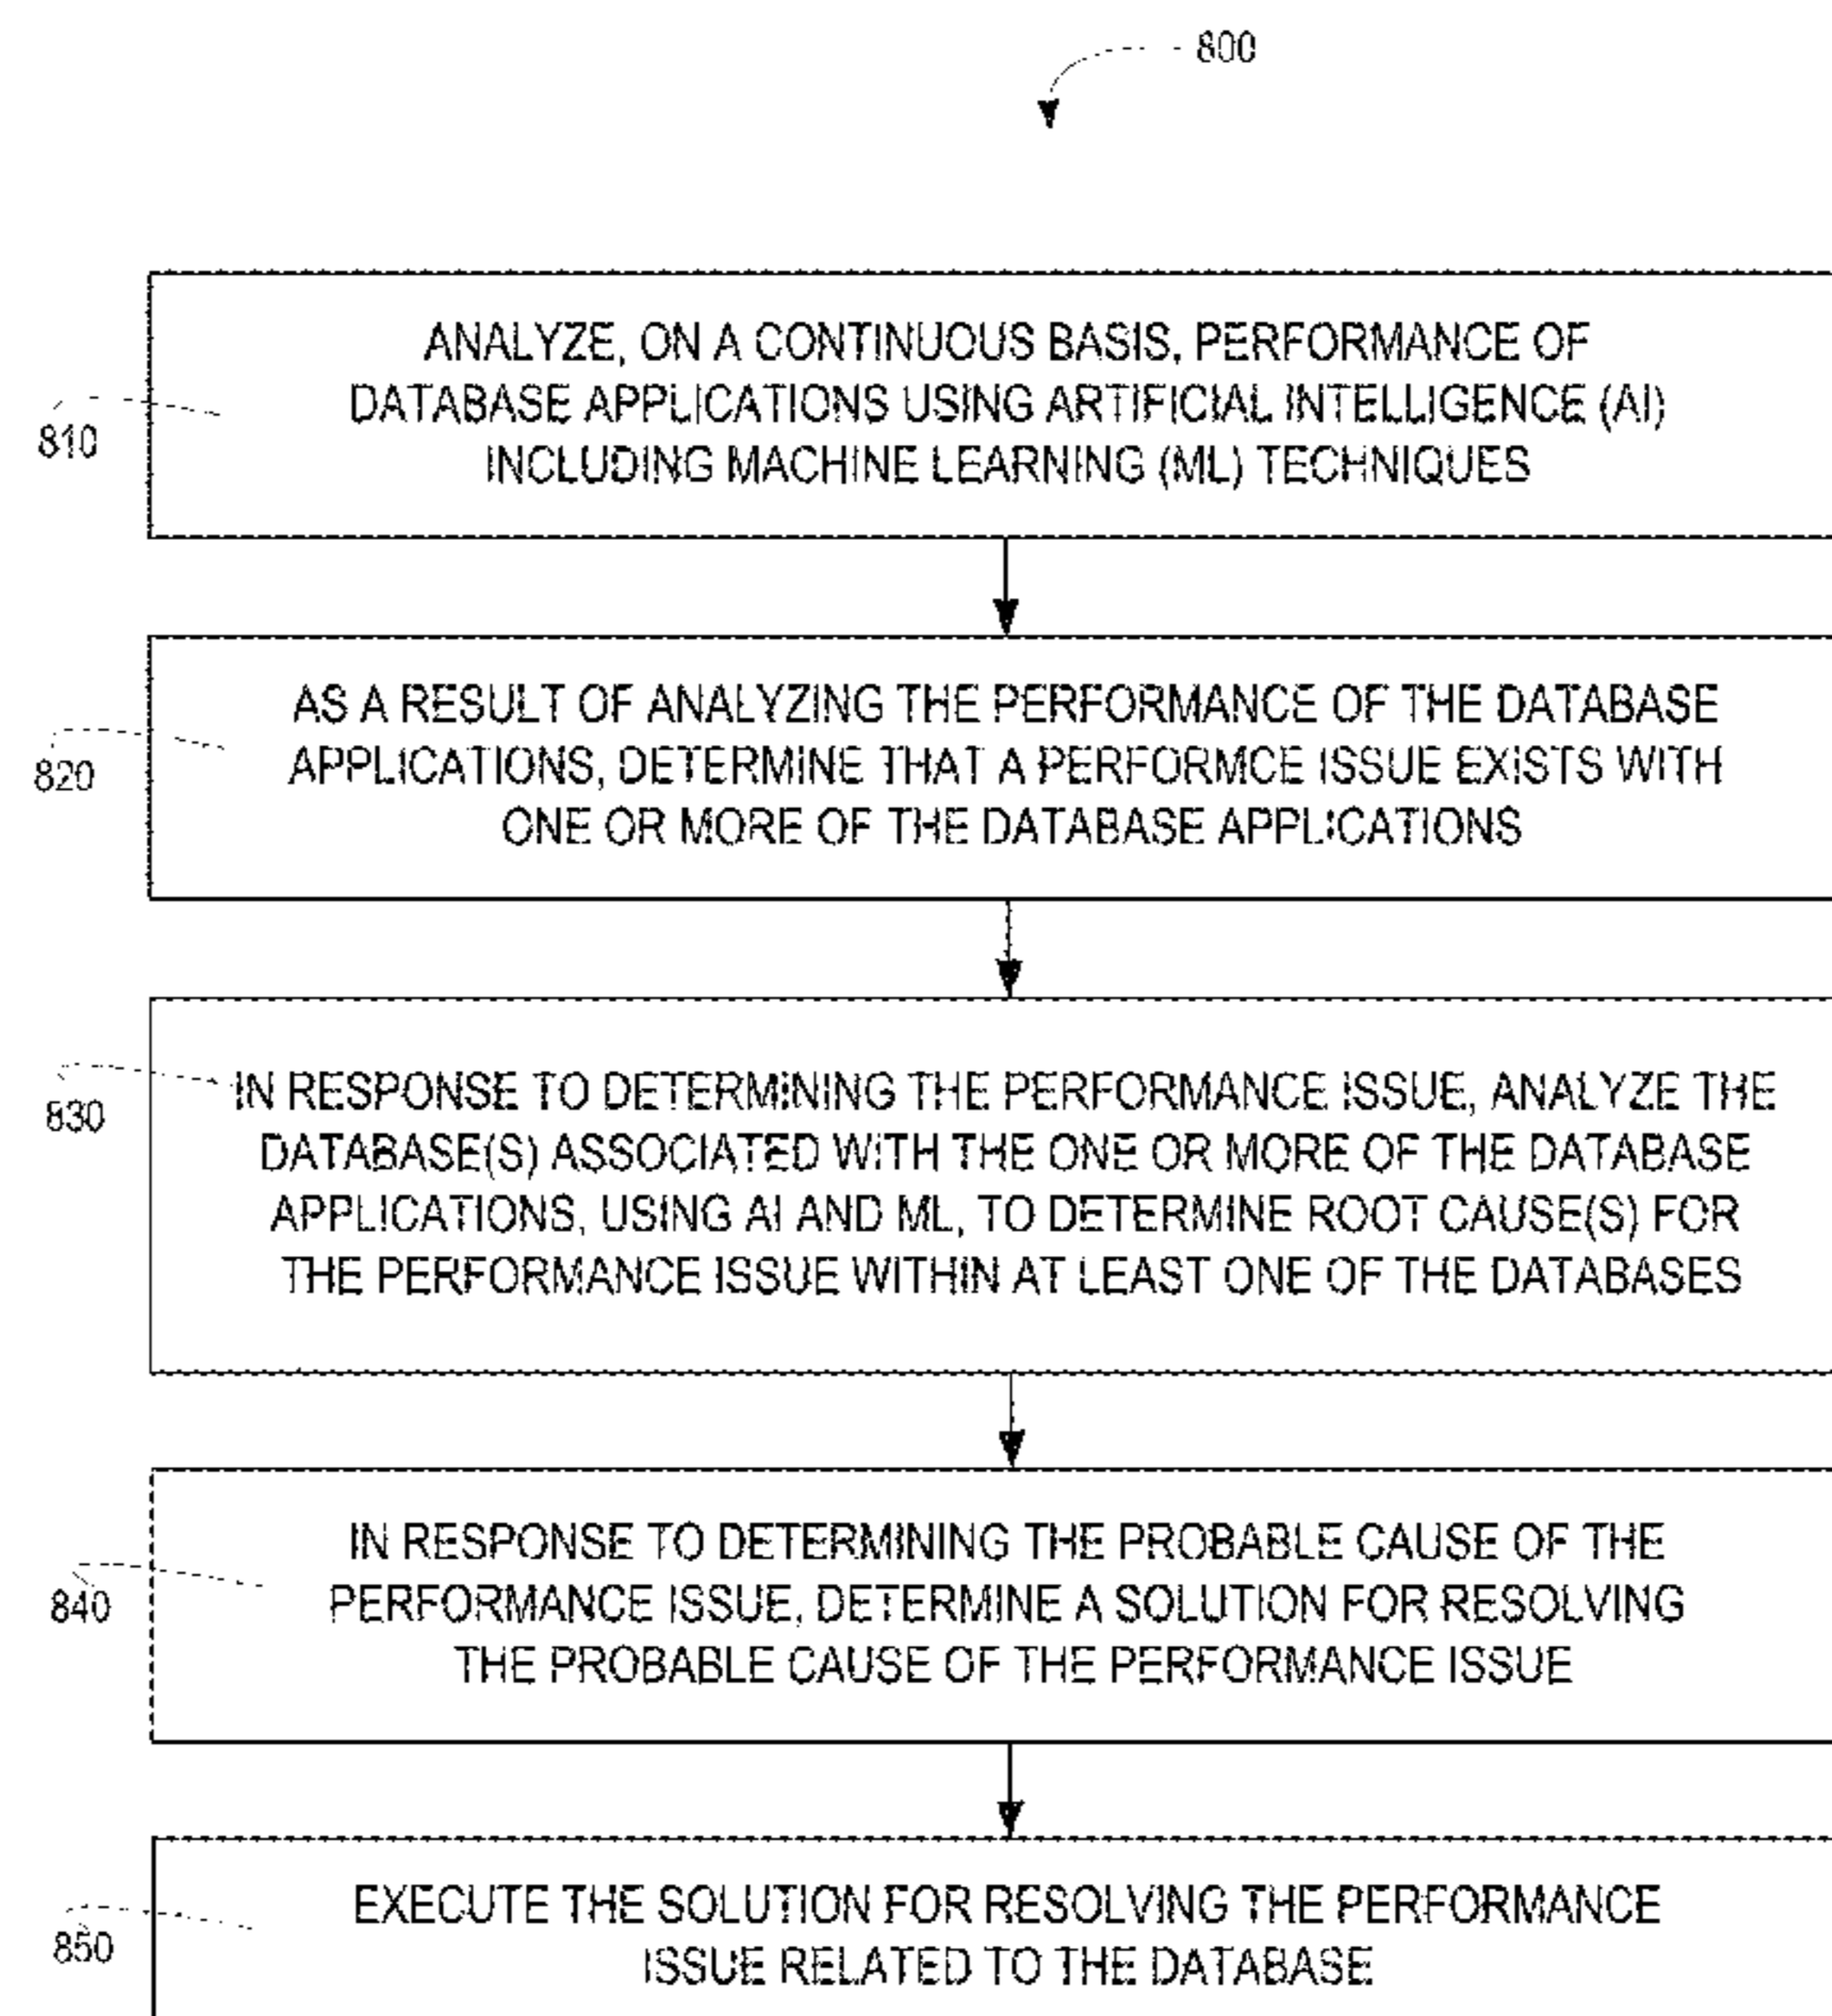 800
ANALYZE, ON A CONTINUOUS BASIS, PERFORMANCE OF
DATABASE APPLICATIONS USING ARTIFICIAL INTELLIGENCE (AI)
INCLUDING MACHINE LEARNING (ML) TECHNIQUES
810
AS A RESULT OF ANALYZING THE PERFORMANCE OF THE DATABASE
APPLICATIONS, DETERMINE THAT A PERFORMCE ISSUE EXISTS WITH
ONE OR MORE OF THE DATABASE APPLICATIONS
820
IN RESPONSE TO DETERMINING THE PERFORMANCE ISSUE, ANALYZE THE
DATABASE(S) ASSOCIATED WITH THE ONE OR MORE OF THE DATABASE
APPLICATIONS, USING AI AND ML, TO DETERMINE ROOT CAUSE(S) FOR
THE PERFORMANCE ISSUE WITHIN AT LEAST ONE OF THE DATABASES
830
IN RESPONSE TO DETERMINING THE PROBABLE CAUSE OF THE
PERFORMANCE ISSUE, DETERMINE A SOLUTION FOR RESOLVING
THE PROBABLE CAUSE OF THE PERFORMANCE ISSUE
840
EXECUTE THE SOLUTION FOR RESOLVING THE PERFORMANCE
ISSUE RELATED TO THE DATABASE
850